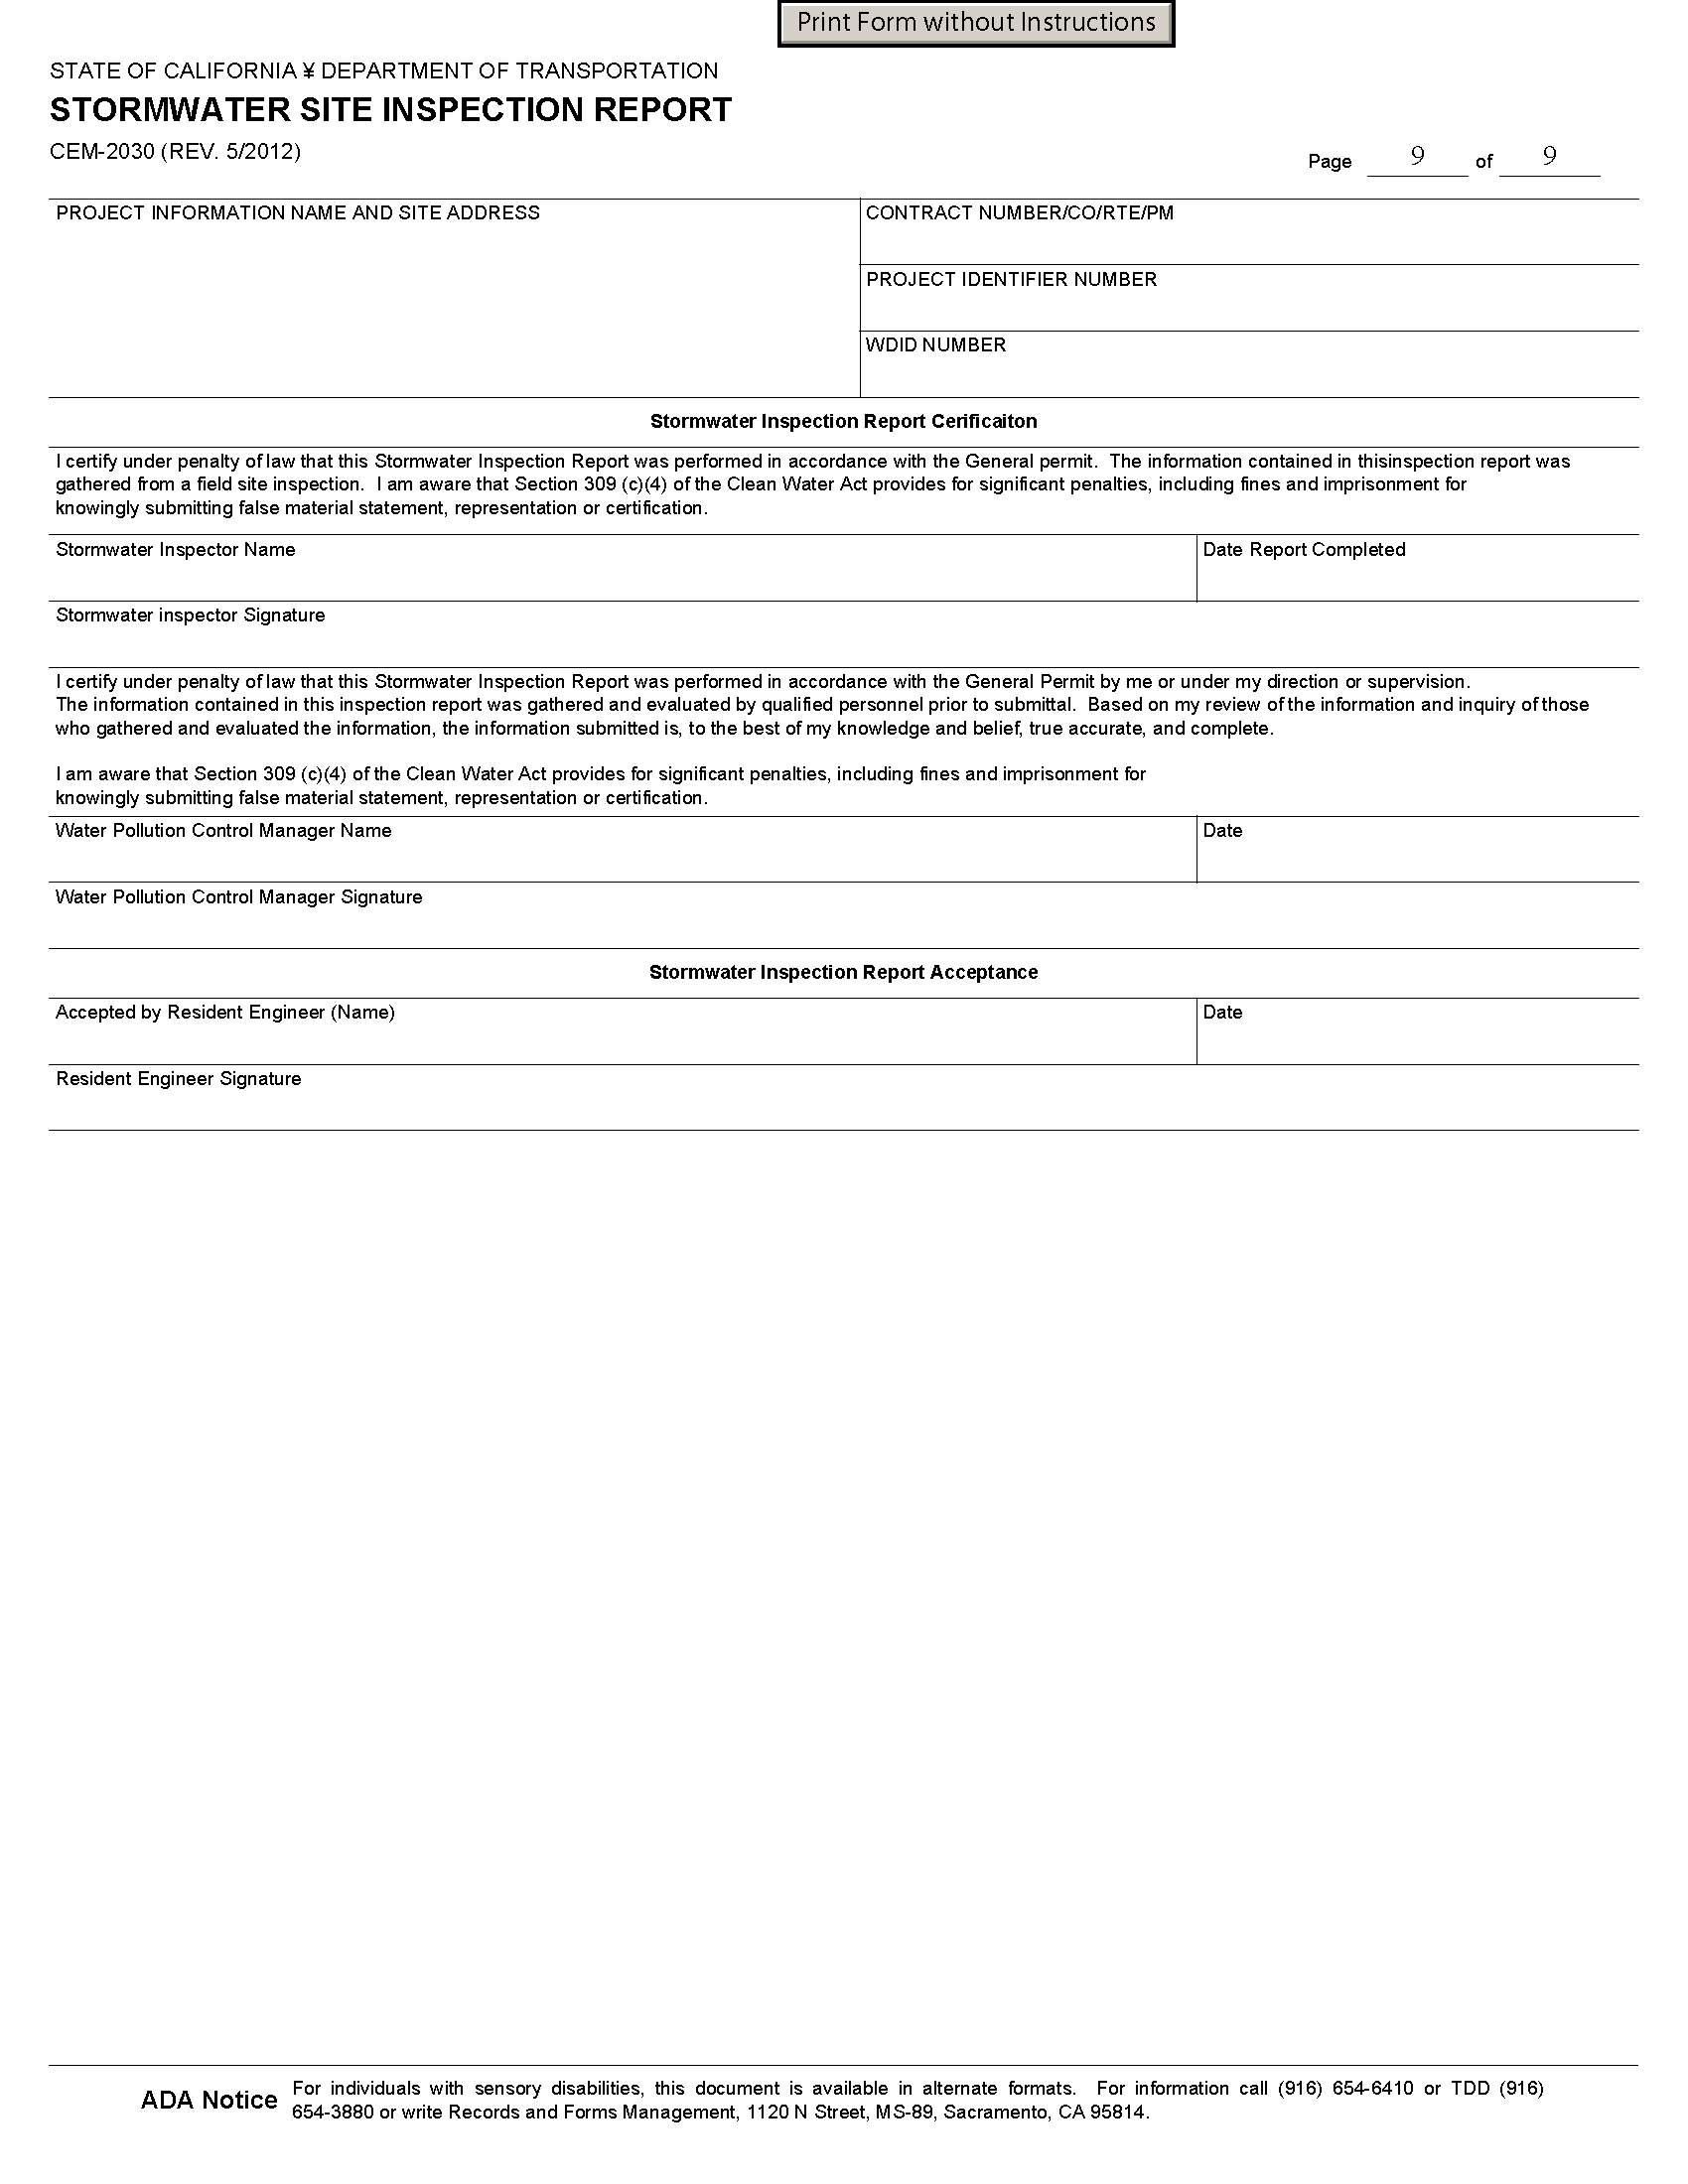 Print Form without Instructions
STATE OF CALIFORNIA ¥ DEPARTMENT OF TRANSPORTATION
STORMWATER SITE INSPECTION REPORT
CEM-2030 (REV. 5/2012)
Page 9 of 9
PROJECT INFORMATION NAME AND SITE ADDRESS
CONTRACT NUMBER/CO/RTE/PM
PROJECT IDENTIFIER NUMBER
WDID NUMBER
Stormwater Inspection Report Cerificaiton
I certify under penalty of law that this Stormwater Inspection Report was performed in accordance with the General permit. The information contained in thisinspection report was
gathered from a field site inspection. I am aware that Section 309 (c)(4) of the Clean Water Act provides for significant penalties, including fines and imprisonment for
knowingly submitting false material statement, representation or certification.
Stormwater Inspector Name
Date Report Completed
Stormwater inspector Signature
I certify under penalty of law that this Stormwater Inspection Report was performed in accordance with the General Permit by me or under my direction or supervision.
The information contained in this inspection report was gathered and evaluated by qualified personnel prior to submittal. Based on my review of the information and inquiry of those
who gathered and evaluated the information, the information submitted is, to the best of my knowledge and belief, true accurate, and complete.
I am aware that Section 309 (c)(4) of the Clean Water Act provides for significant penalties, including fines and imprisonment for
knowingly submitting false material statement, representation or certification.
Water Pollution Control Manager Name
Date
Water Pollution Control Manager Signature
Stormwater Inspection Report Acceptance
Accepted by Resident Engineer (Name)
Date
Resident Engineer Signature
ADA Notice
For individuals with sensory disabilities, this document is available in alternate formats. For information call (916) 654-6410 or TDD (916)
654-3880 or write Records and Forms Management, 1120 N Street, MS-89, Sacramento, CA 95814.